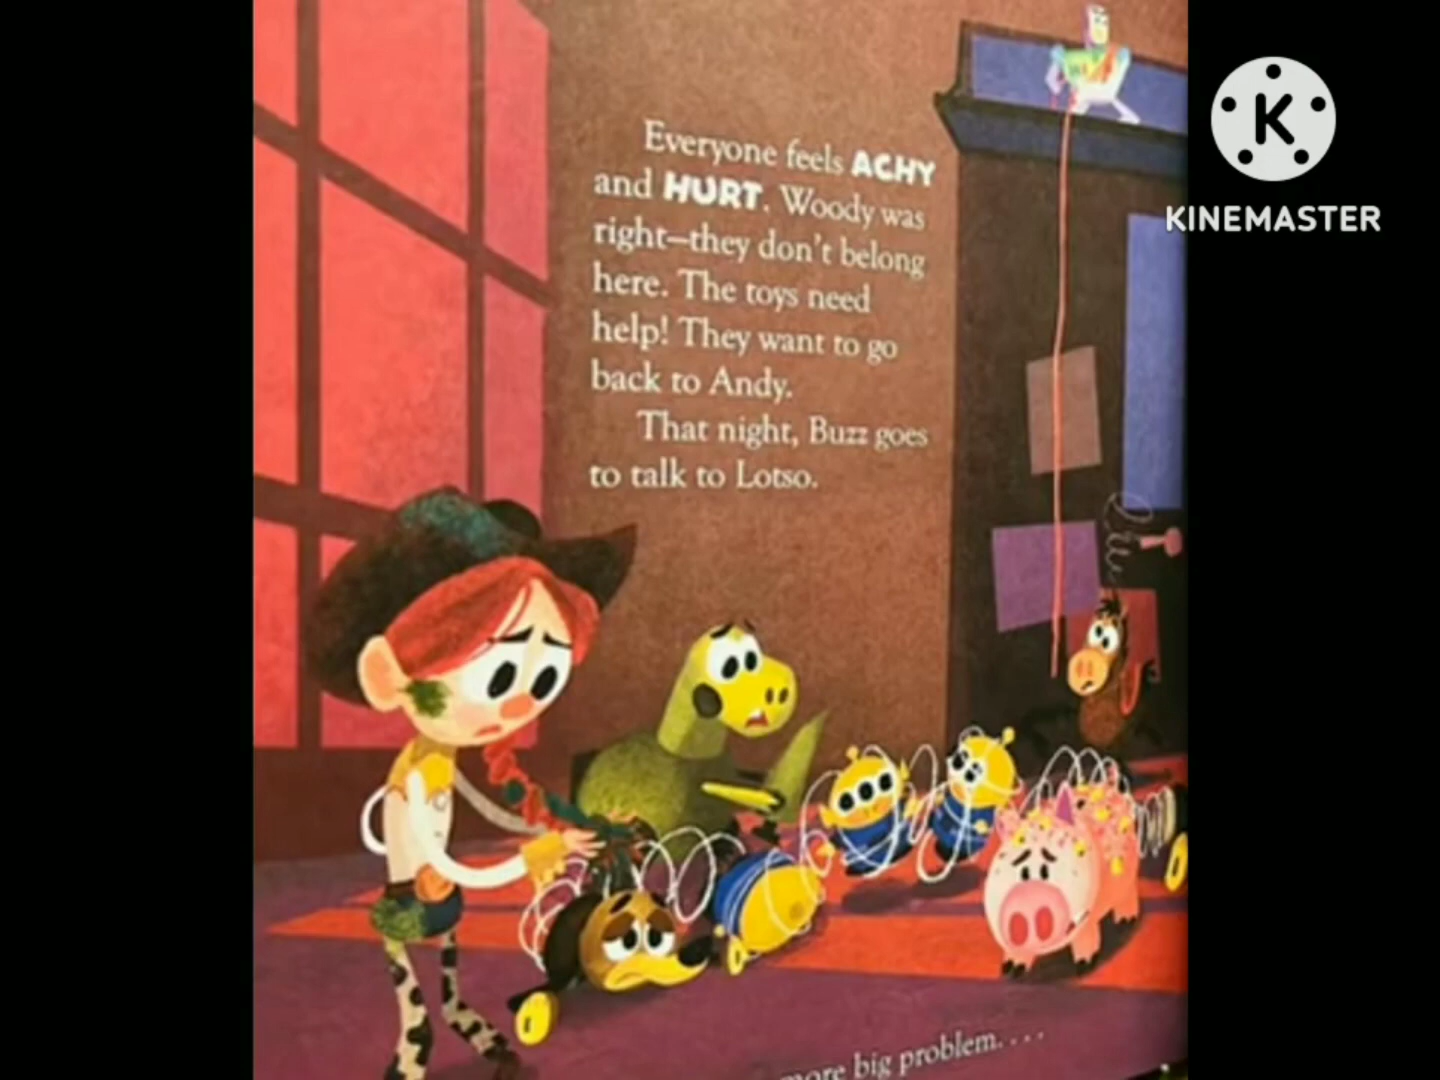 Everyone feels ACHY
and HURT. Woody was
right—they don't belong
here. The toys need
help! They want to go
back to Andy.
That night, Buzz goes
to talk to Lotso.
more big problem. . . .
K
KINEMASTER